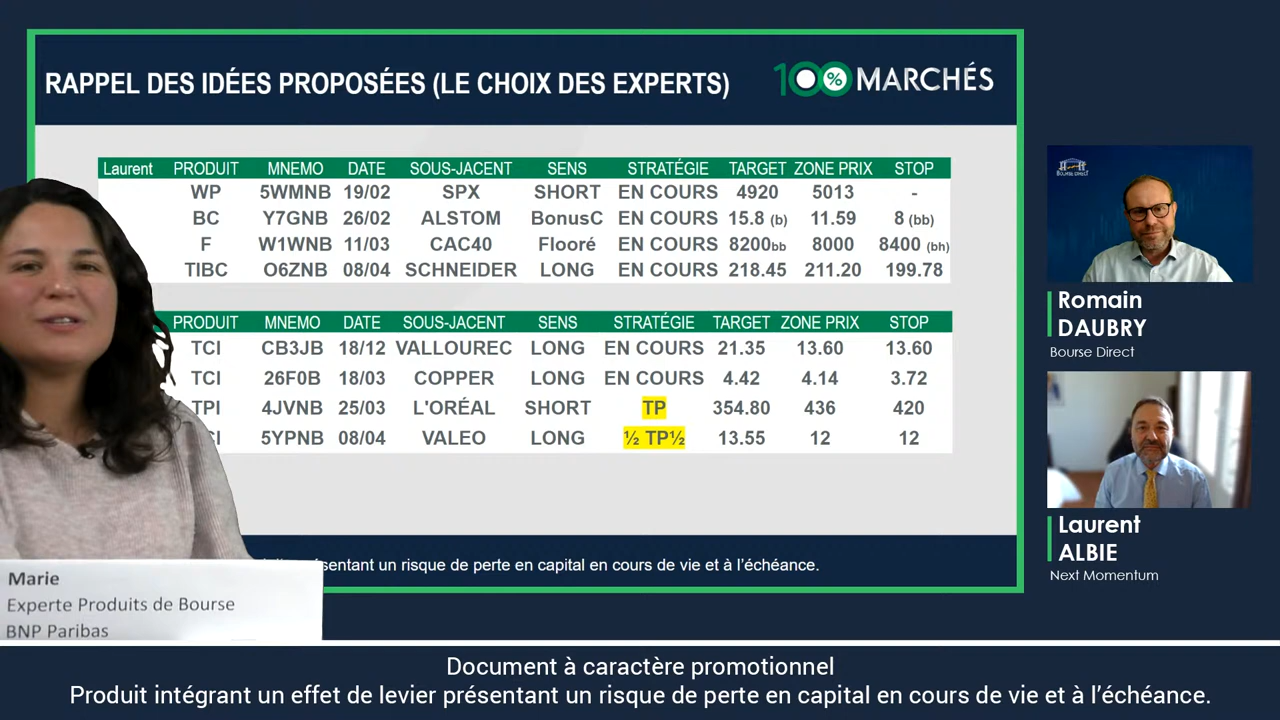 RAPPEL DES IDÉES PROPOSÉES (LE CHOIX DES EXPERTS)
100% MARCHÉS
Laurent PRODUIT MNEMO DATE SOUS-JACENT SENS STRATÉGIE TARGET ZONE PRIX STOP
WP 5WMNB 19/02 SPX SHORT EN COURS 4920 5013 -
BC Y7GNB 26/02 ALSTOM BonusC EN COURS 15.8 (b) 11.59 8 (bb)
F W1WNB 11/03 CAC40 Flooré EN COURS 8200bb 8000 8400 (bh)
TIBC O6ZNB 08/04 SCHNEIDER LONG EN COURS 218.45 211.20 199.78
PRODUIT MNEMO DATE SOUS-JACENT SENS STRATÉGIE TARGET ZONE PRIX STOP
TCI CB3JB 18/12 VALLOUREC LONG EN COURS 21.35 13.60 13.60
TCI 26F0B 18/03 COPPER LONG EN COURS 4.42 4.14 3.72
TPI 4JVNB 25/03 L'ORÉAL SHORT TP 354.80 436 420
CI 5YPNB 08/04 VALEO LONG ½ TP½ 13.55 12 12
un risque de perte en capital en cours de vie et à l'échéance.
BOURSE DIRECT
Romain
DAUBRY
Bourse Direct
Laurent
ALBIE
Next Momentum
Marie
Experte Produits de Bourse
BNP Paribas
Document à caractère promotionnel
Produit intégrant un effet de levier présentant un risque de perte en capital en cours de vie et à l'échéance.